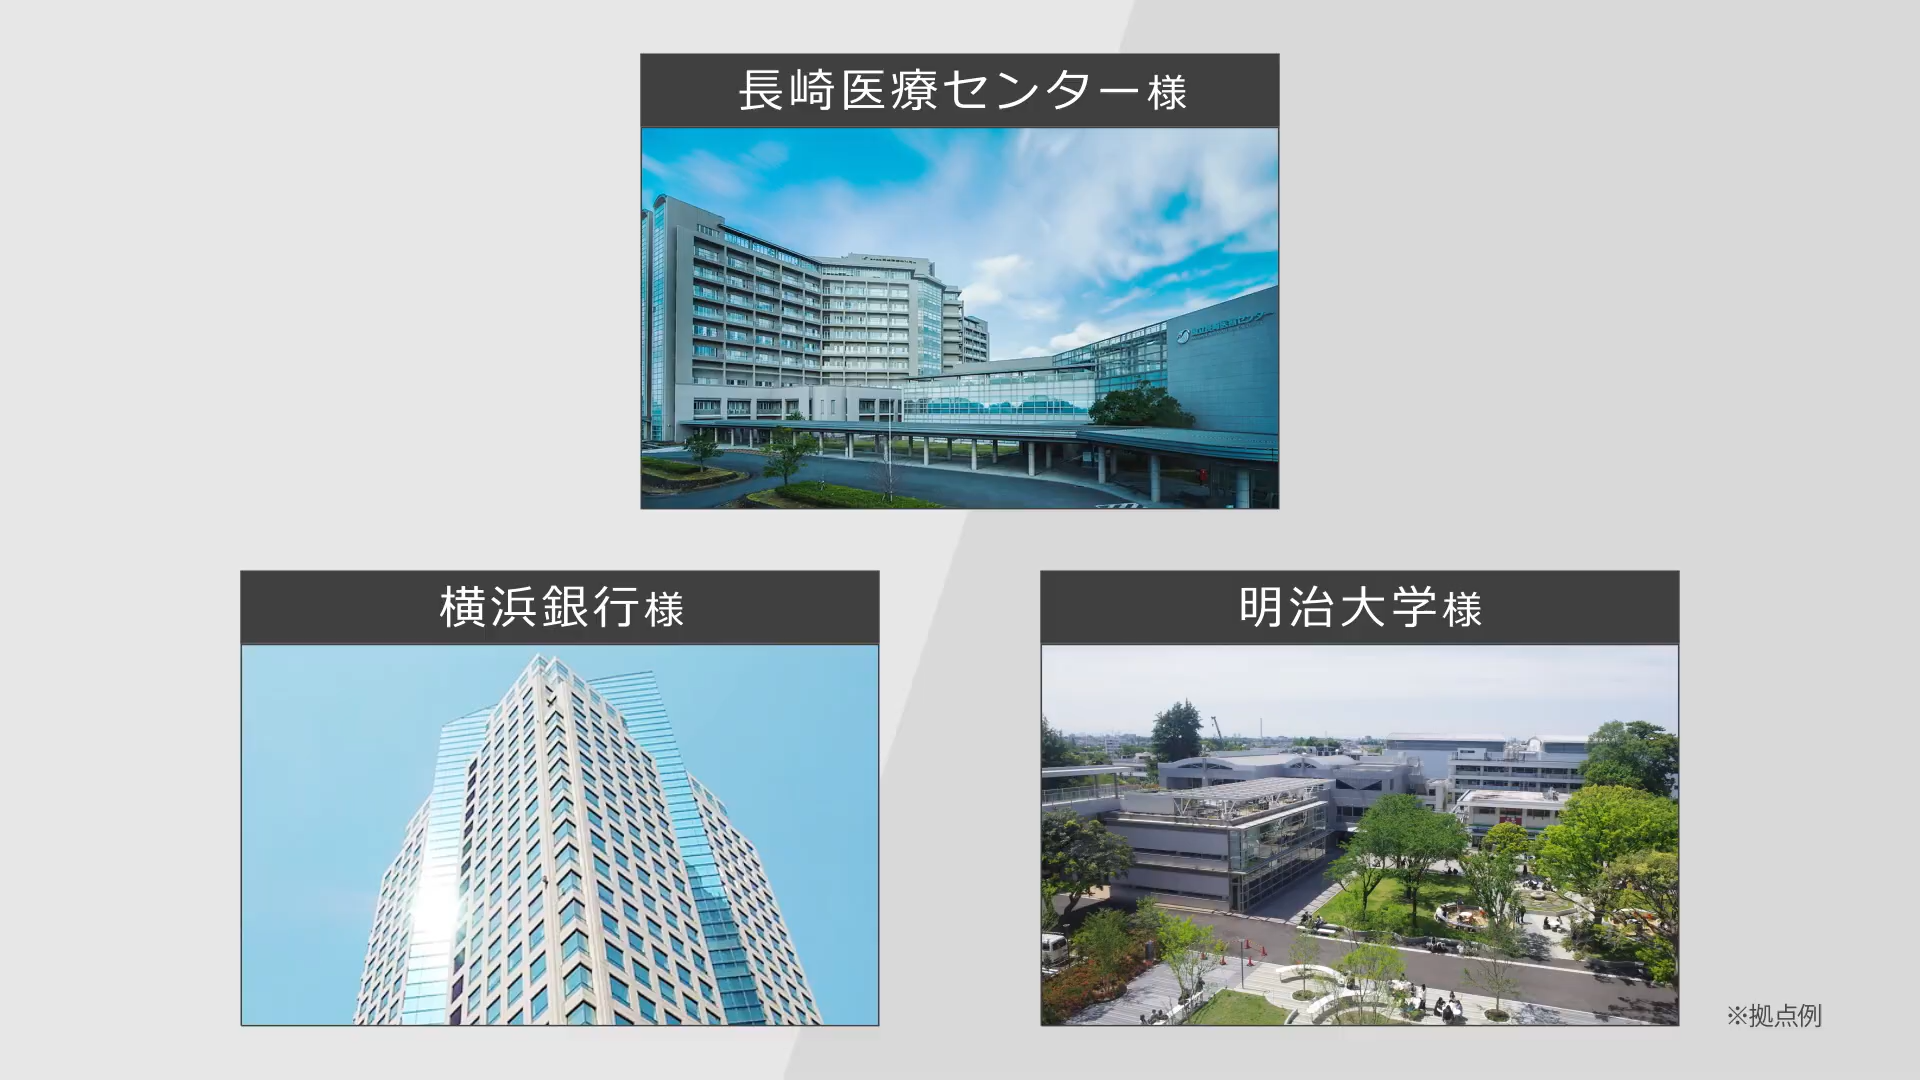 長崎医療センター様
横浜銀行様
明治大学様
※拠点例